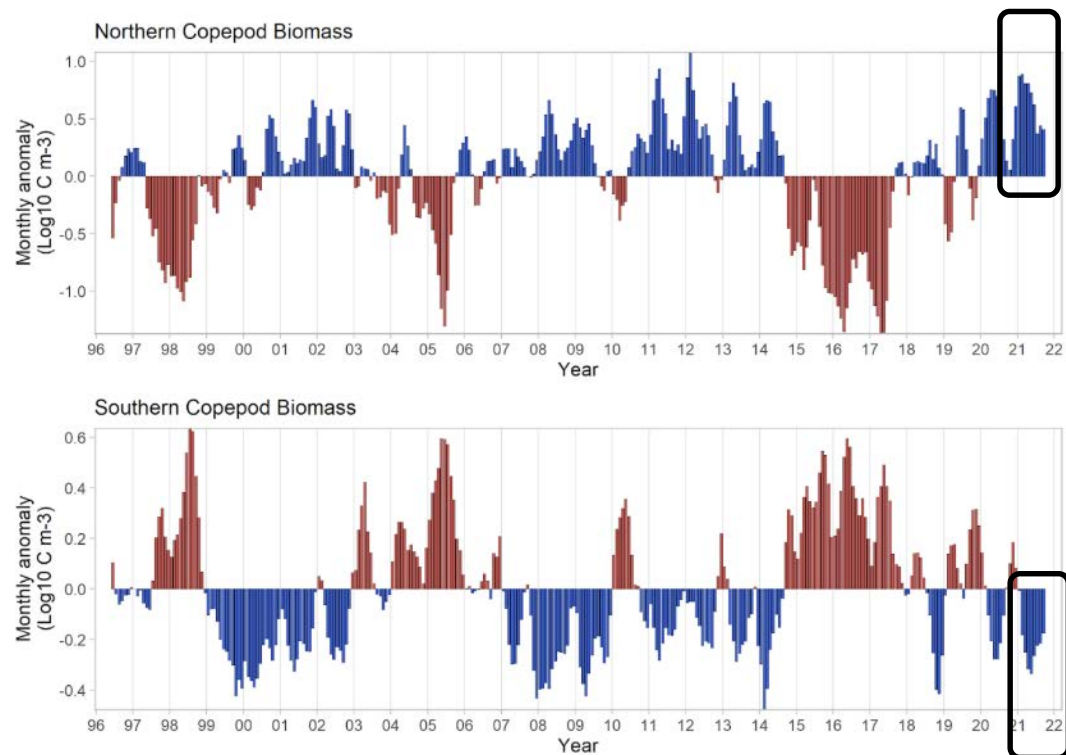 Northern Copepod Biomass
Monthly anomaly
(Log10 C m-3)
1.0
0.5
0.0
-0.5
-1.0
96 97 98 99 00 01 02 03 04 05 06 07 08 09 10 11 12 13 14 15 16 17 18 19 20 21 22
Year
Southern Copepod Biomass
Monthly anomaly
(Log10 C m-3)
0.6
0.4
0.2
0.0
-0.2
-0.4
96 97 98 99 00 01 02 03 04 05 06 07 08 09 10 11 12 13 14 15 16 17 18 19 20 21 22
Year